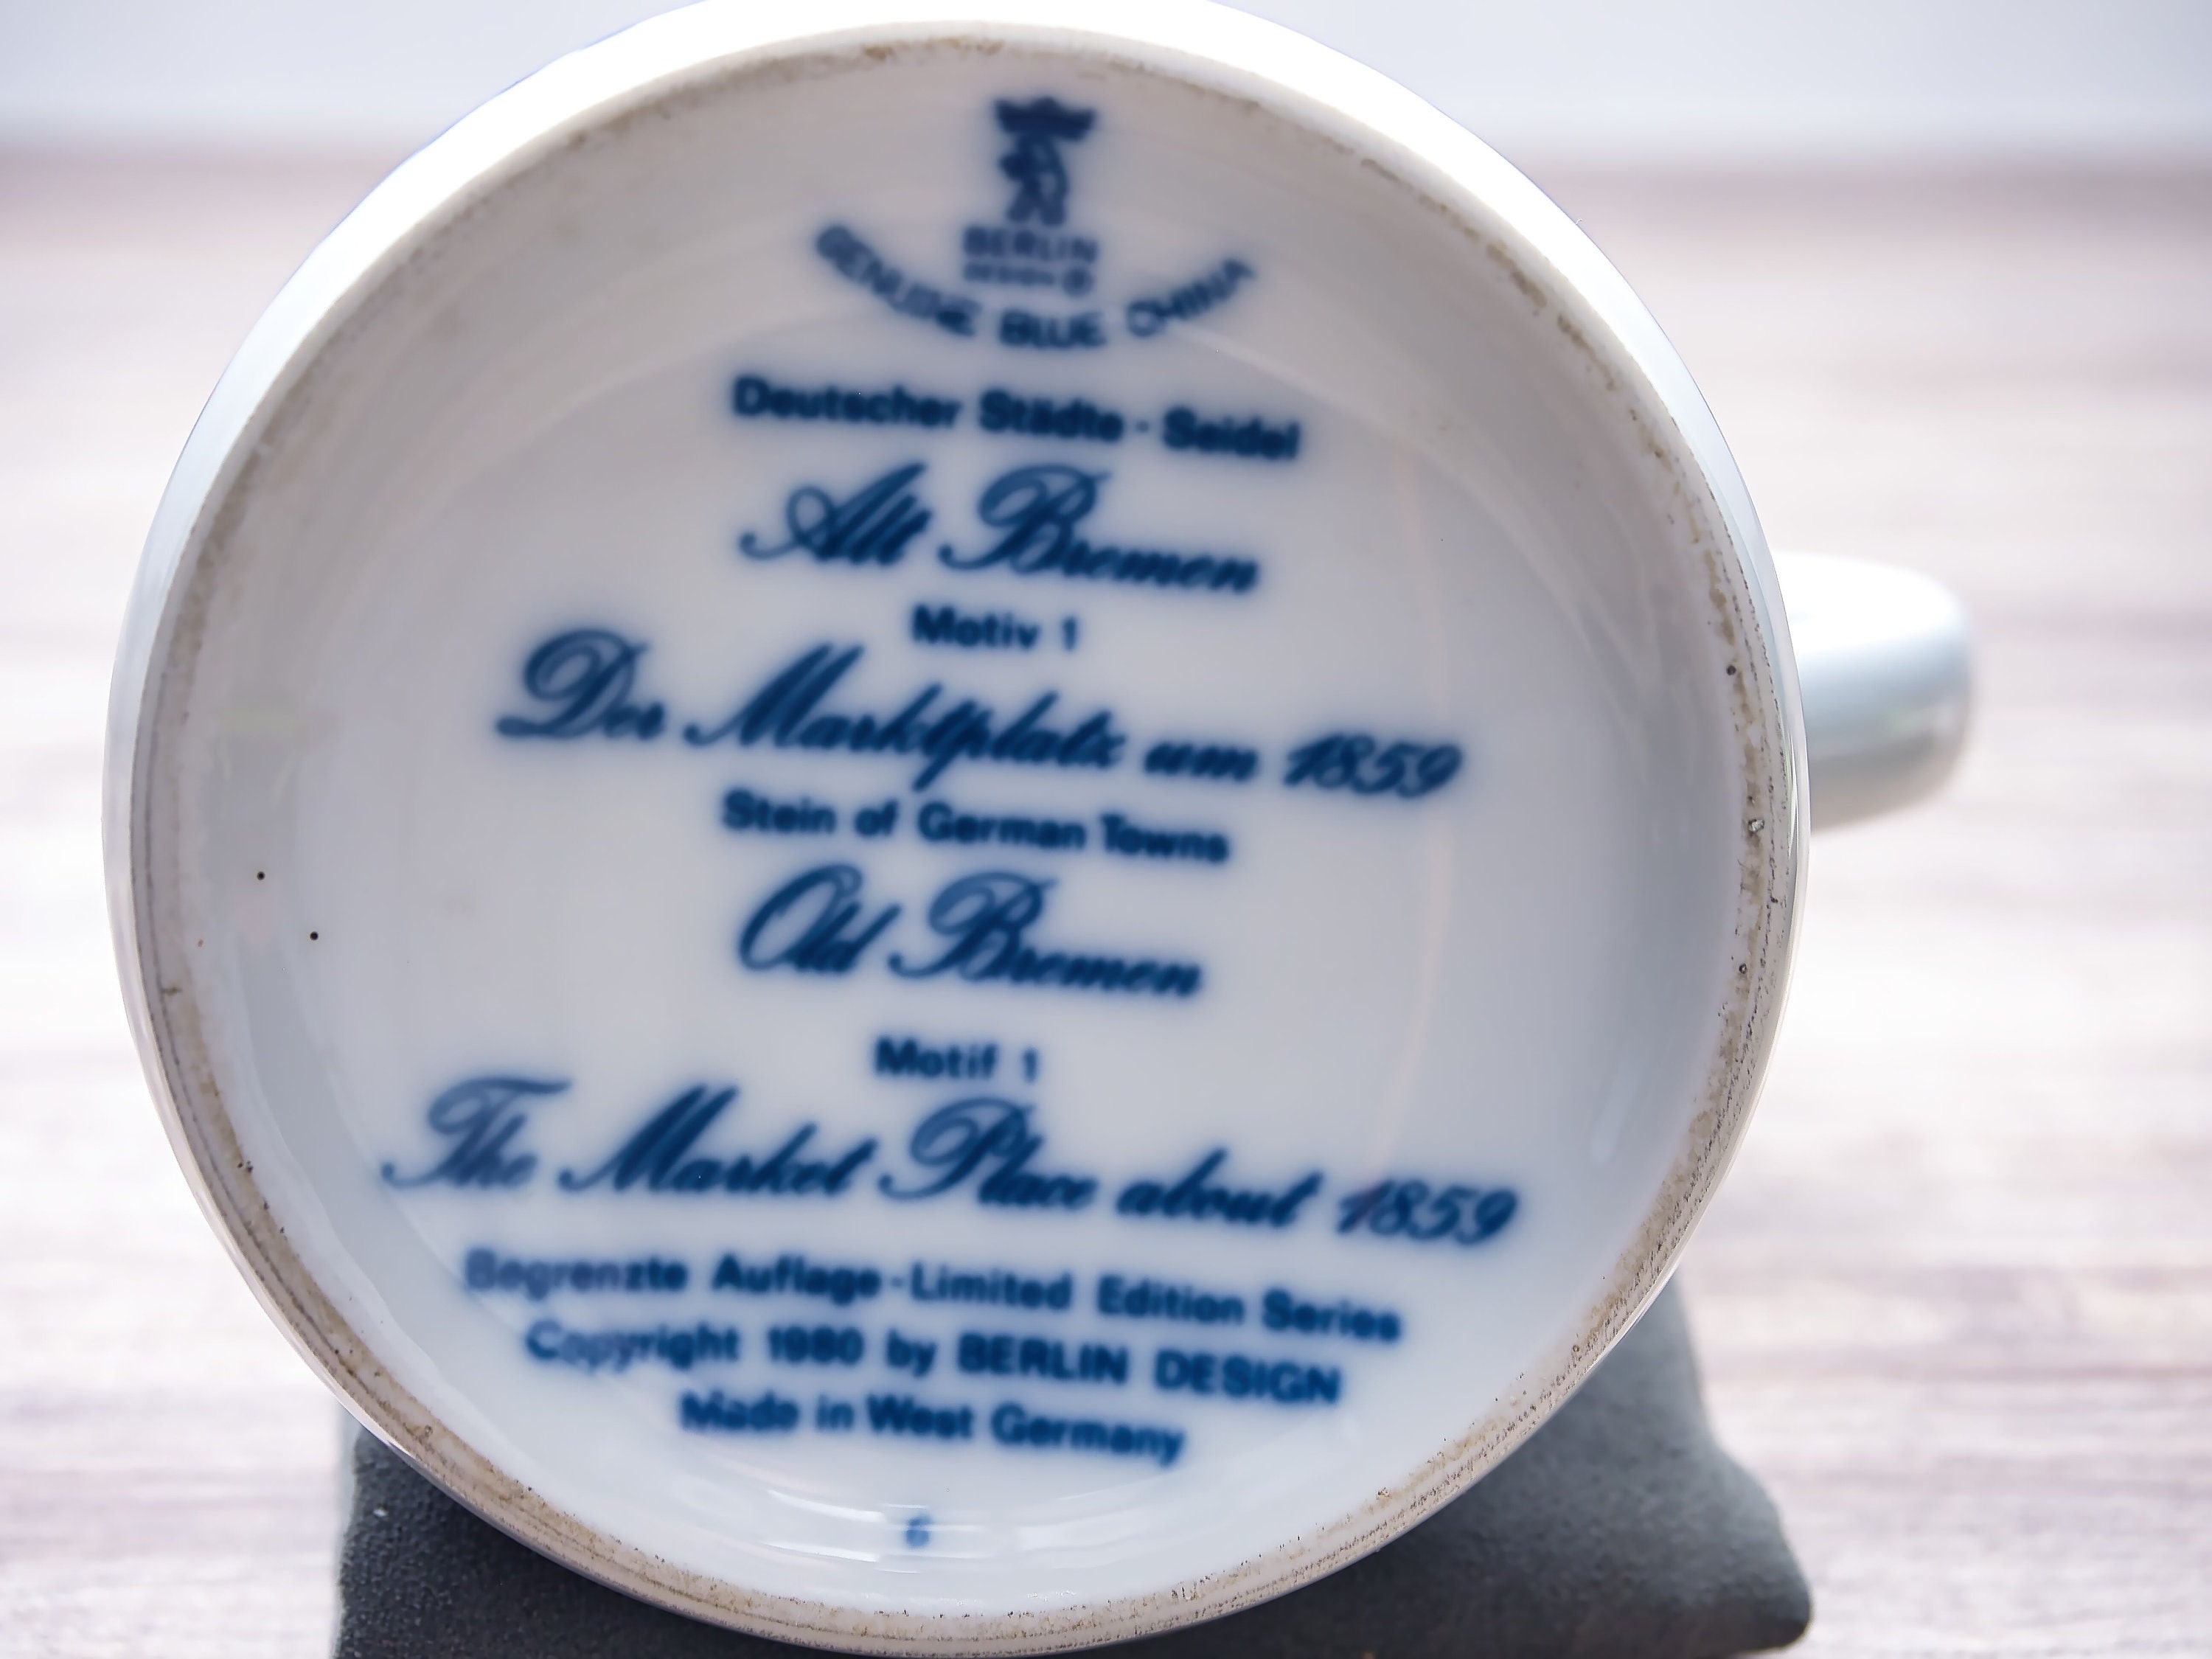 BERLIN
DESIGN ®
GENUINE BLUE CHINA
Deutscher Städte-Seidel
Alt Bremen
Motiv 1
Der Marktplatz um 1859
Stein of German Towns
Old Bremen
Motif 1
The Market Place about 1859
Begrenzte Auflage-Limited Edition Series
Copyright 1980 by BERLIN DESIGN
Made in West Germany
6